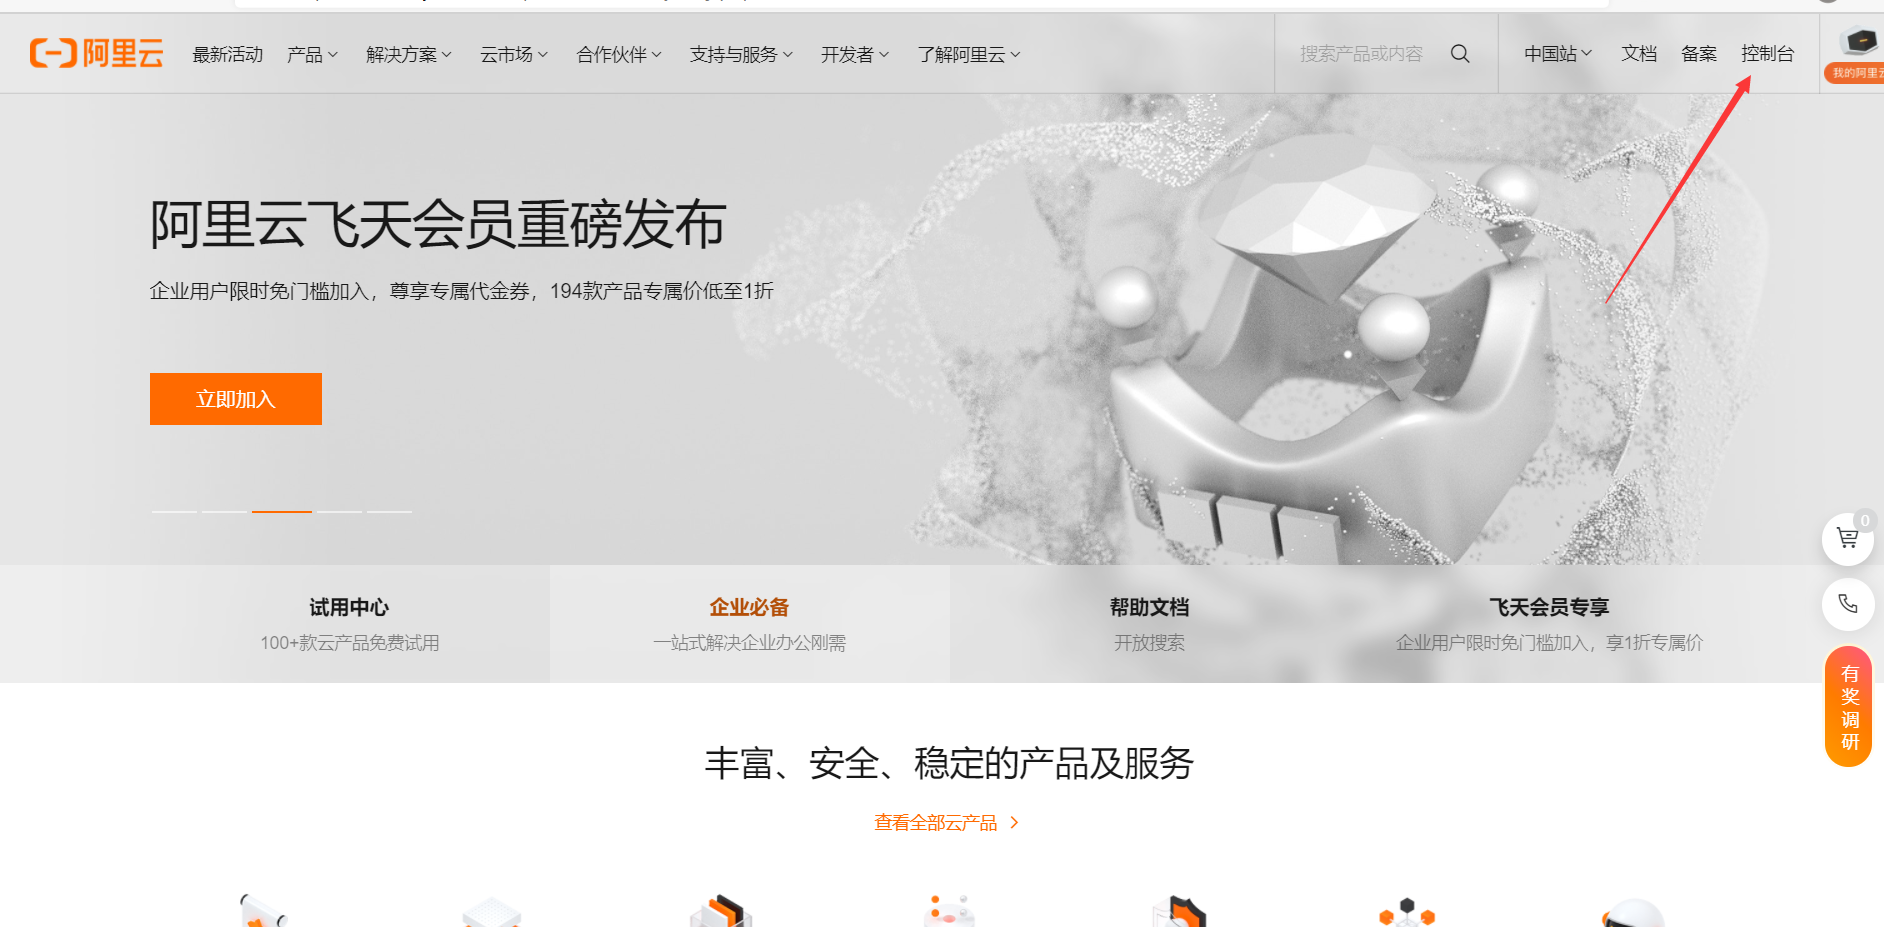 阿里云 最新活动 产品 解决方案 云市场 合作伙伴 支持与服务 开发者 了解阿里云 搜索产品或内容 中国站 文档 备案 控制台
我的阿里云
阿里云飞天会员重磅发布
企业用户限时免门槛加入，尊享专属代金券，194款产品专属价低至1折
立即加入
0
试用中心 企业必备 帮助文档 飞天会员专享
100+款云产品免费试用 一站式解决企业办公刚需 开放搜索 企业用户限时免门槛加入，享1折专属价
有
奖
调
研
丰富、安全、稳定的产品及服务
查看全部云产品